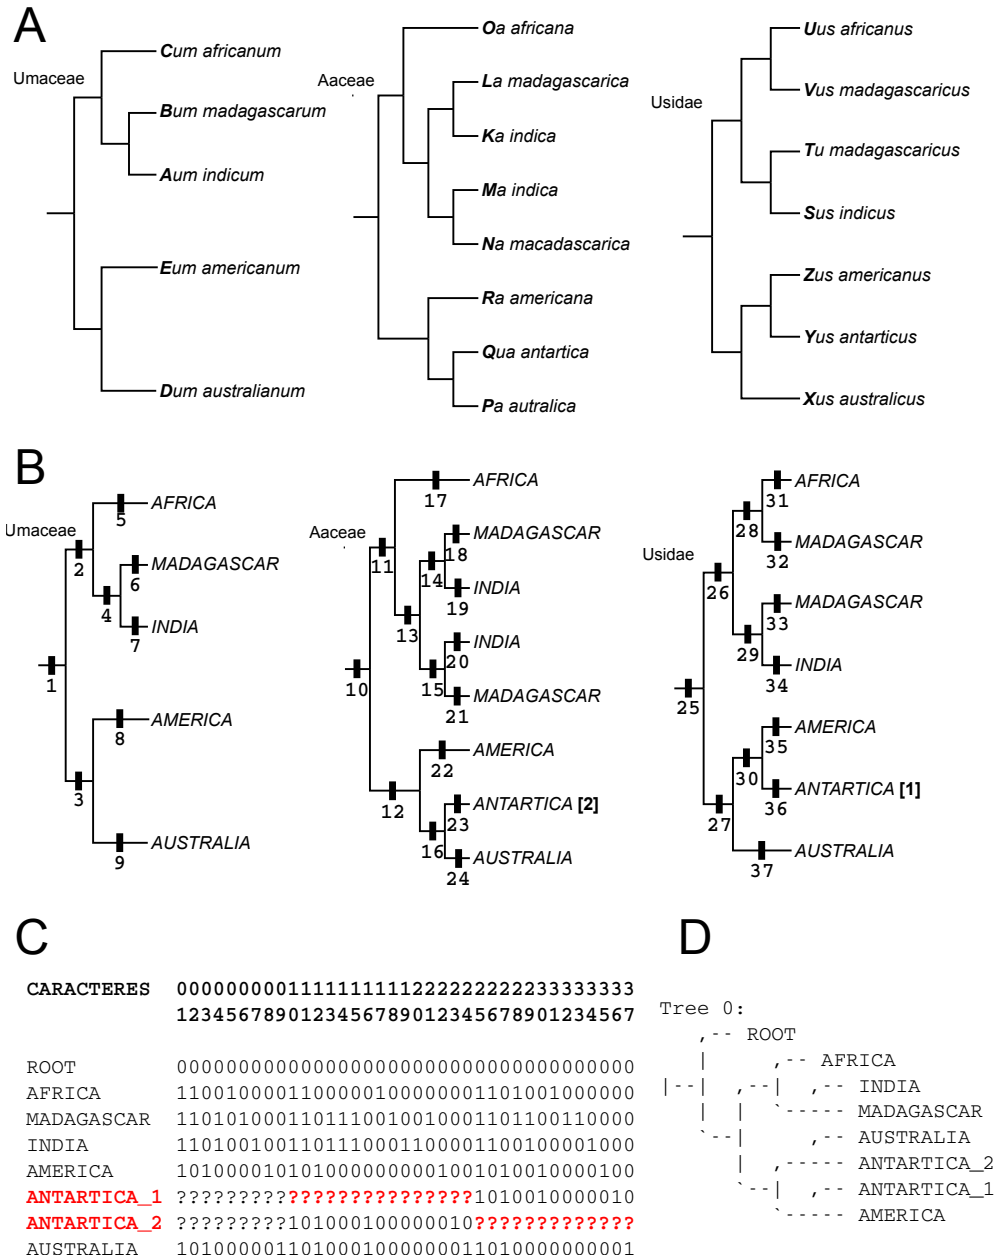 A
Umaceae
Cum africanum
Bum madagascarum
Aum indicum
Eum americanum
Dum australianum
Aaceae
Oa africana
La madagascarica
Ka indica
Ma indica
Na macadascarica
Ra americana
Qua antartica
Pa autralica
Usidae
Uus africanus
Vus madagascaricus
Tu madagascaricus
Sus indicus
Zus americanus
Yus antarticus
Xus australicus
B
Umaceae
AFRICA
5
2
MADAGASCAR
6
4
INDIA
7
1
AMERICA
8
3
AUSTRALIA
9
Aaceae
AFRICA
17
11
MADAGASCAR
18
14
INDIA
19
13
INDIA
20
15
MADAGASCAR
21
10
AMERICA
22
12
ANTARTICA [2]
23
16
AUSTRALIA
24
Usidae
AFRICA
31
28
MADAGASCAR
32
26
MADAGASCAR
33
29
INDIA
34
25
AMERICA
35
30
ANTARTICA [1]
36
27
AUSTRALIA
37
C
CARACTERES 0000000001111111111222222222233333333
1234567890123456789012345678901234567
ROOT 0000000000000000000000000000000000000
AFRICA 1100100001100000100000001101001000000
MADAGASCAR 1101010001101110010010001101100110000
INDIA 1101001001101110001100001100100001000
AMERICA 1010000101010000000001001010010000100
ANTARTICA_1 ????????????????????????1010010000010
ANTARTICA_2 ?????????101000100000010?????????????
AUSTRALIA 1010000011010001000000011010000000001
D
Tree 0:
ROOT
AFRICA
INDIA
MADAGASCAR
AUSTRALIA
ANTARTICA_2
ANTARTICA_1
AMERICA